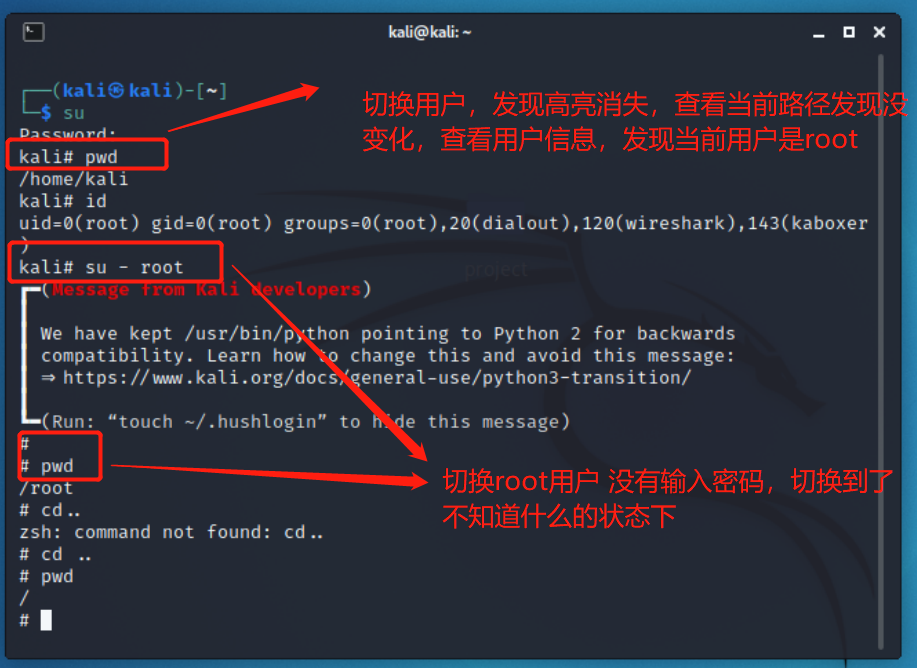 kali@kali: ~
(kali㉿kali)-[~]
$ su
切换用户，发现高亮消失，查看当前路径发现没
变化，查看用户信息，发现当前用户是root
Password:
kali# pwd
/home/kali
kali# id
uid=0(root) gid=0(root) groups=0(root),20(dialout),120(wireshark),143(kaboxer
)
kali# su - root
project
(Message from Kali developers)
We have kept /usr/bin/python pointing to Python 2 for backwards
compatibility. Learn how to change this and avoid this message:
⇒ https://www.kali.org/docs/general-use/python3-transition/
(Run: “touch ~/.hushlogin” to hide this message)
#
# pwd
/root
切换root用户 没有输入密码，切换到了
不知道什么的状态下
# cd..
zsh: command not found: cd..
# cd ..
# pwd
/
#